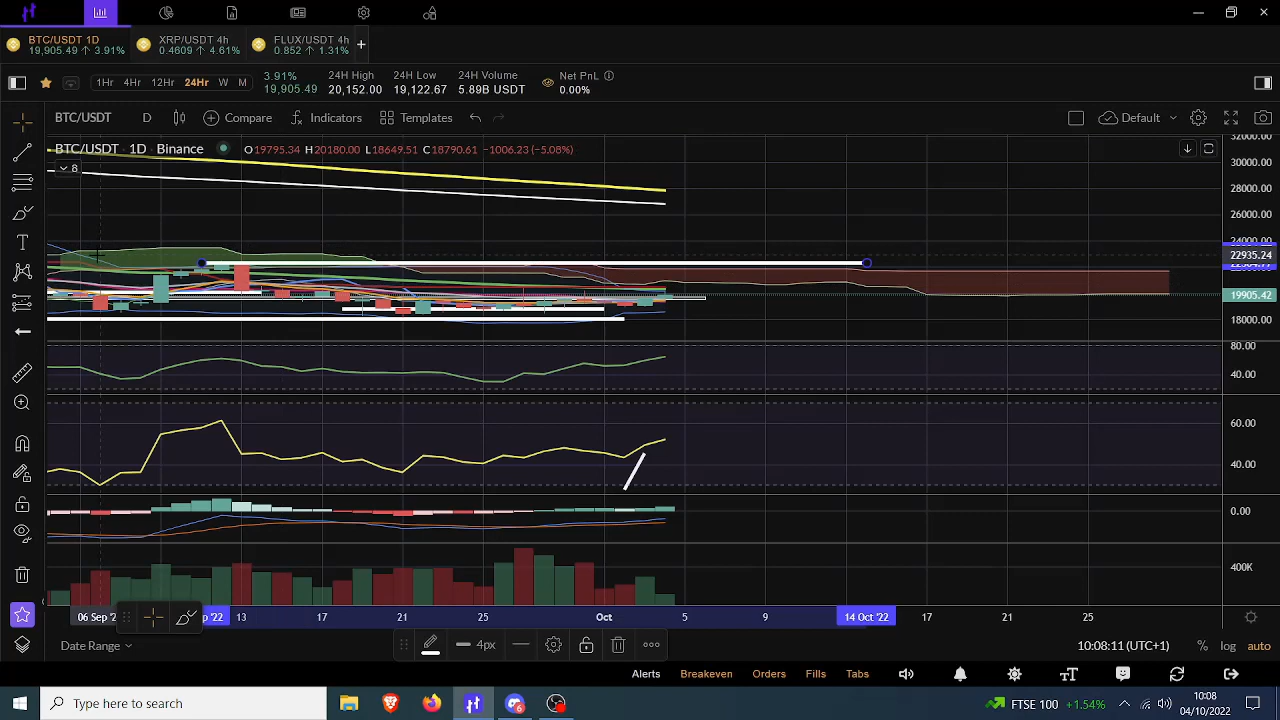 BTC/USDT 1D
19,905.49 ↑ 3.91%
XRP/USDT 4h
0.4609 ↑ 4.61%
FLUX/USDT 4h
0.852 ↑ 1.31%
1Hr 4Hr 12Hr 24Hr W M
3.91%
19,905.49
24H High
20,152.00
24H Low
19,122.67
24H Volume
5.89B USDT
Net PnL
0.00%
BTC/USDT D Compare Indicators Templates Default
BTC/USDT · 1D · Binance O19795.34 H20180.00 L18649.51 C18790.61 −1006.23 (−5.08%)
8
32000.00
30000.00
28000.00
26000.00
24000.00
22935.24
19905.42
18000.00
80.00
40.00
60.00
40.00
0.00
400K
06 Sep '22 13 17 21 25 Oct 5 9 14 Oct '22 17 21 25
4px
Date Range
10:08:11 (UTC+1) % log auto
Alerts Breakeven Orders Fills Tabs
Type here to search
FTSE 100 +1.54%
10:08
04/10/2022